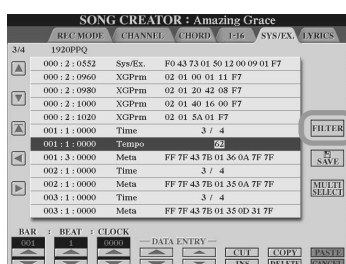 SONG CREATOR : Amazing Grace
REC MODE CHANNEL CHORD 1-16 SYS/EX. LYRICS
3/4 1920PPQ
000 : 2 : 0552 Sys/Ex. F0 43 73 01 50 12 00 09 01 F7
000 : 2 : 0960 XGPrm 02 01 00 01 11 F7
000 : 2 : 0980 XGPrm 02 01 20 42 08 F7
000 : 2 : 1000 XGPrm 02 01 40 16 00 F7
000 : 2 : 1020 XGPrm 02 01 5A 01 F7
001 : 1 : 0000 Time 3 / 4
001 : 1 : 0000 Tempo 62
001 : 3 : 0000 Meta FF 7F 43 7B 01 36 0A 7F 7F
002 : 1 : 0000 Time 3 / 4
002 : 1 : 0000 Meta FF 7F 43 7B 01 35 0A 7F 7F
003 : 1 : 0000 Meta FF 7F 43 7B 01 35 0D 31 7F
FILTER
SAVE
MULTI
SELECT
BAR : BEAT : CLOCK
001 1 0000
DATA ENTRY
CUT COPY PASTE
INS DELETE CANCEL